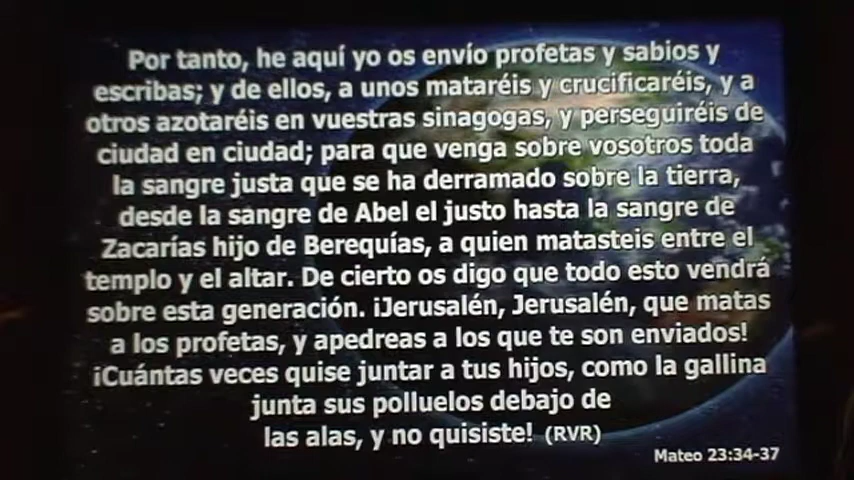 Por tanto, he aquí yo os envío profetas y sabios y
escribas; y de ellos, a unos mataréis y crucificaréis, y a
otros azotaréis en vuestras sinagogas, y perseguiréis de
ciudad en ciudad; para que venga sobre vosotros toda
la sangre justa que se ha derramado sobre la tierra,
desde la sangre de Abel el justo hasta la sangre de
Zacarías hijo de Berequías, a quien matasteis entre el
templo y el altar. De cierto os digo que todo esto vendrá
sobre esta generación. ¡Jerusalén, Jerusalén, que matas
a los profetas, y apedreas a los que te son enviados!
¡Cuántas veces quise juntar a tus hijos, como la gallina
junta sus polluelos debajo de
las alas, y no quisiste! (RVR)
Mateo 23:34-37